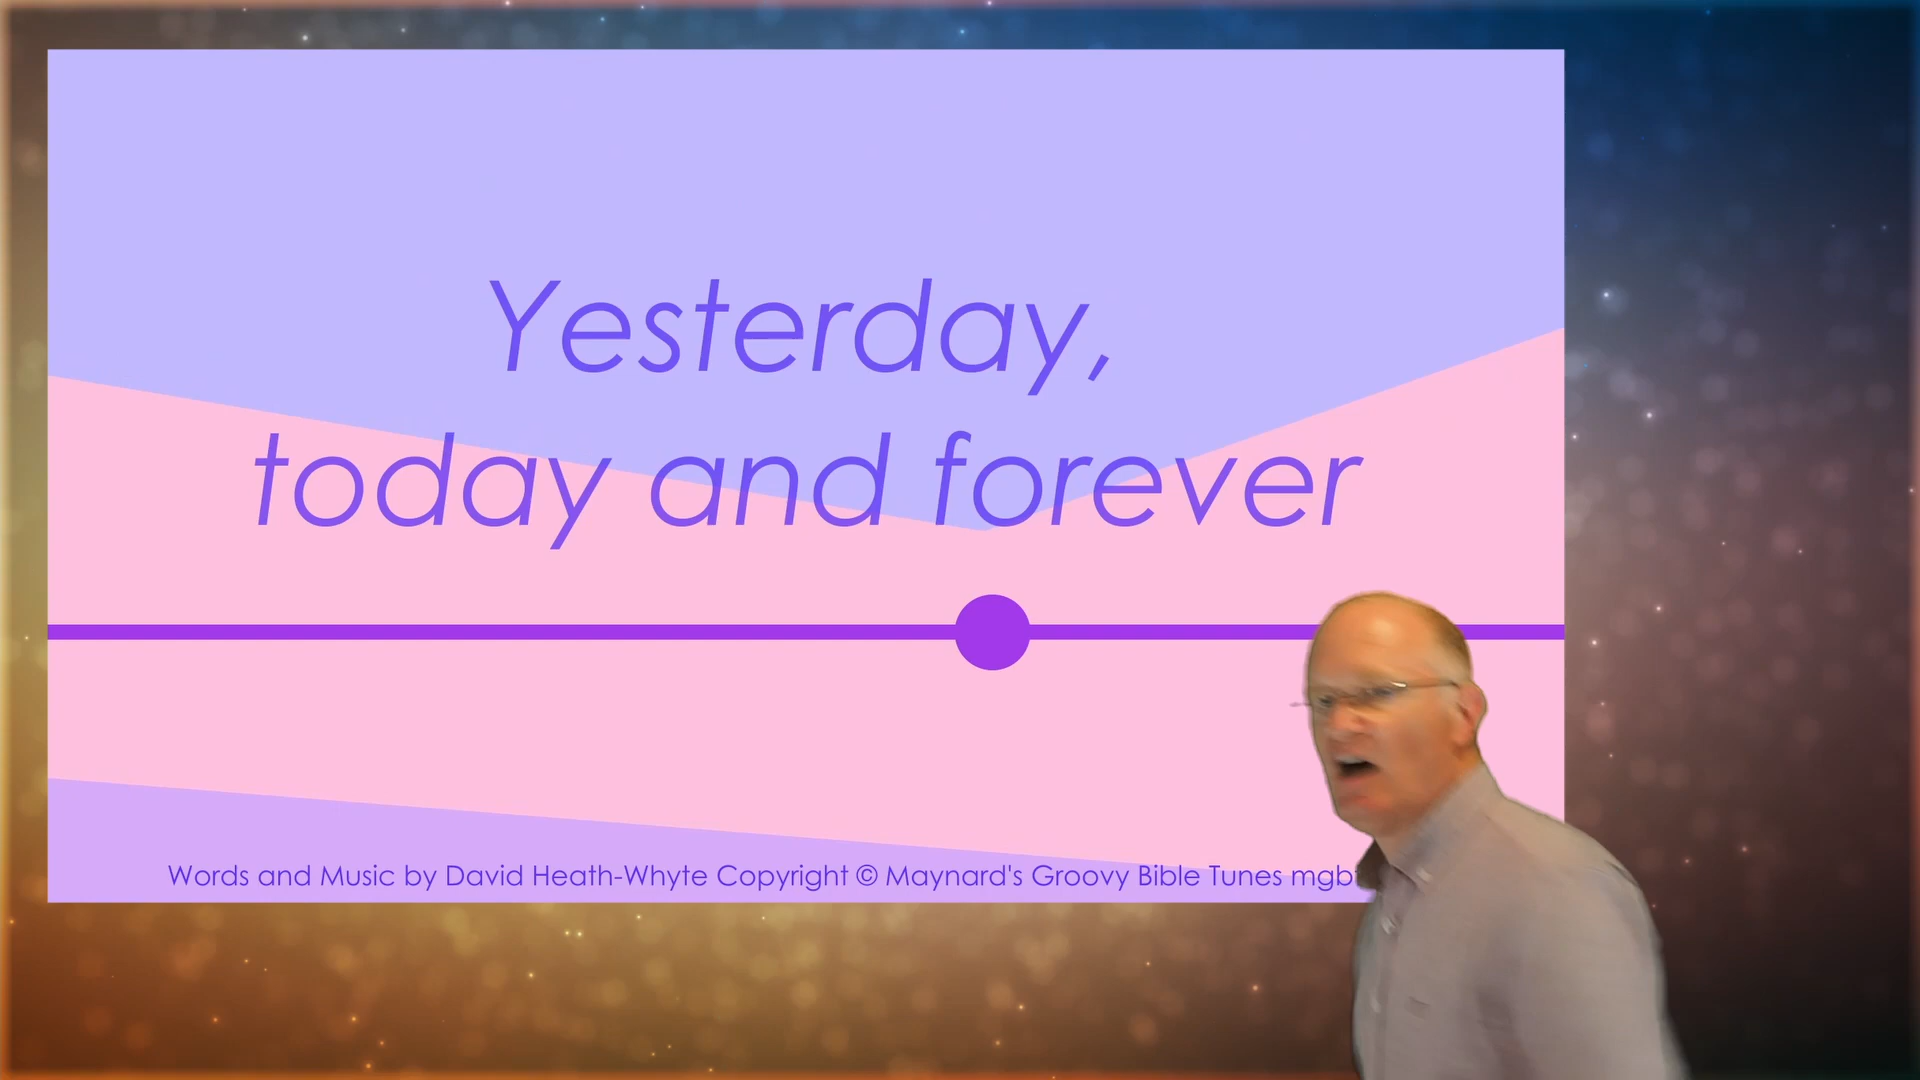 Yesterday,
today and forever
Words and Music by David Heath-Whyte Copyright © Maynard's Groovy Bible Tunes